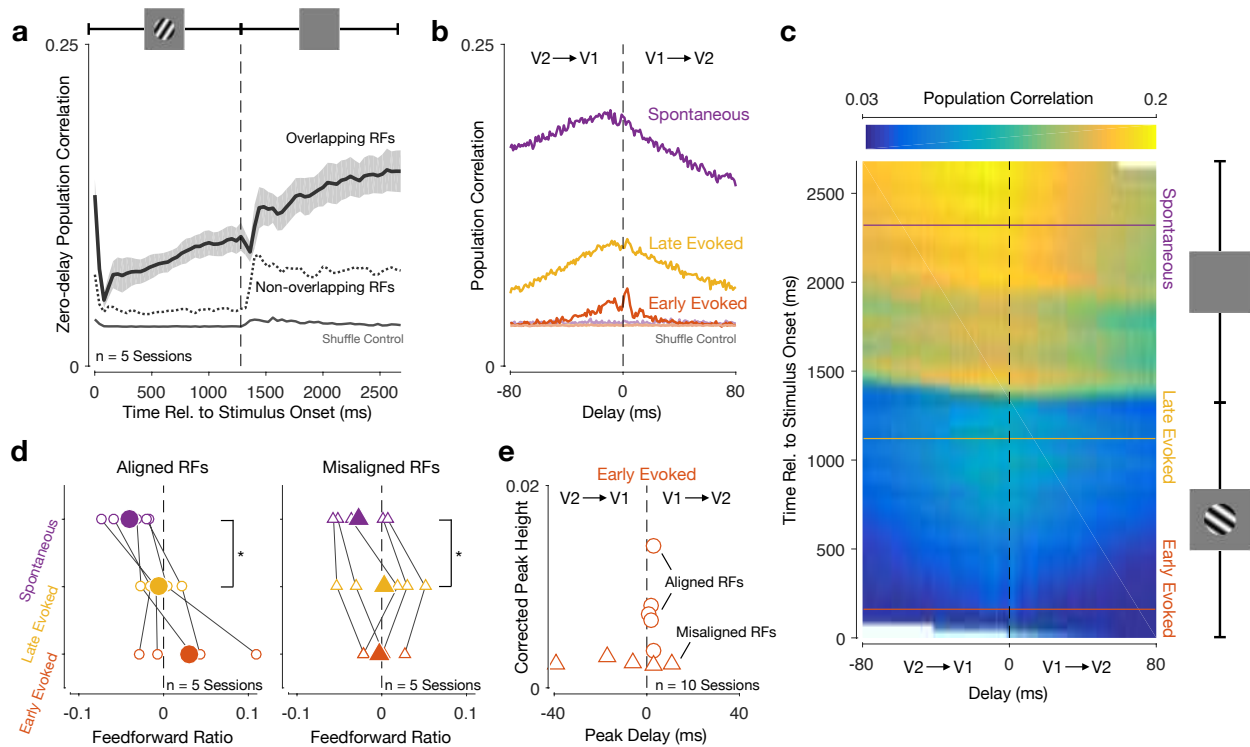 a
0.25
Zero-delay Population Correlation
0
Overlapping RFs
Non-overlapping RFs
Shuffle Control
n = 5 Sessions
0 500 1000 1500 2000 2500
Time Rel. to Stimulus Onset (ms)
b
0.25
V2→V1 V1→V2
Population Correlation
Spontaneous
Late Evoked
Early Evoked
Shuffle Control
0
-80 0 80
Delay (ms)
c
0.03 Population Correlation 0.2
Time Rel. to Stimulus Onset (ms)
2500
2000
1500
1000
500
0
Spontaneous
Late Evoked
Early Evoked
-80 0 80
V2→V1 V1→V2
Delay (ms)
d
Aligned RFs
Misaligned RFs
Spontaneous
Late Evoked
Early Evoked
*
*
n = 5 Sessions
n = 5 Sessions
-0.1 0 0.1
-0.1 0 0.1
Feedforward Ratio
Feedforward Ratio
e
Early Evoked
0.02
V2→V1 V1→V2
Corrected Peak Height
Aligned RFs
Misaligned RFs
0
n = 10 Sessions
-40 0 40
Peak Delay (ms)